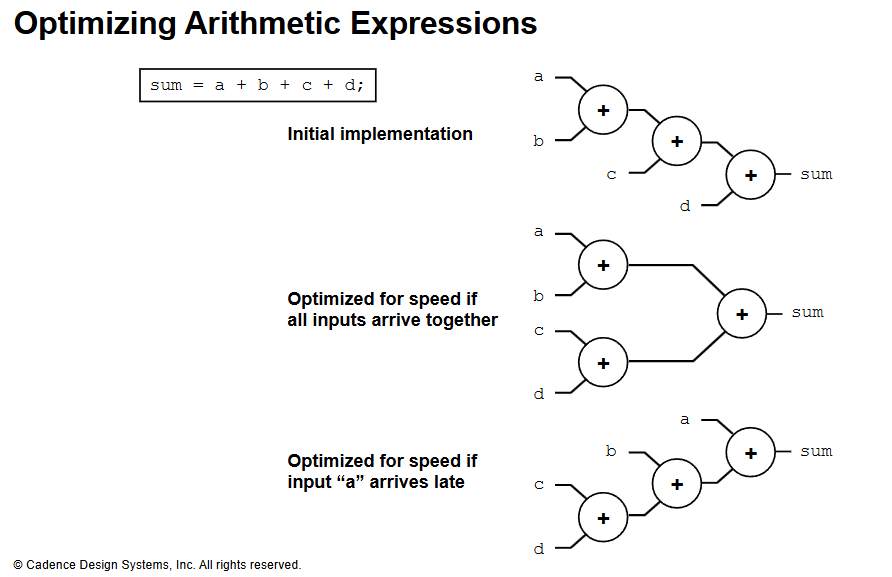 Optimizing Arithmetic Expressions
sum = a + b + c + d;
Initial implementation
a
+
b
+
c
+
sum
d
Optimized for speed if
all inputs arrive together
a
+
b
+
sum
c
+
d
Optimized for speed if
input “a” arrives late
a
+
sum
b
+
c
+
d
© Cadence Design Systems, Inc. All rights reserved.